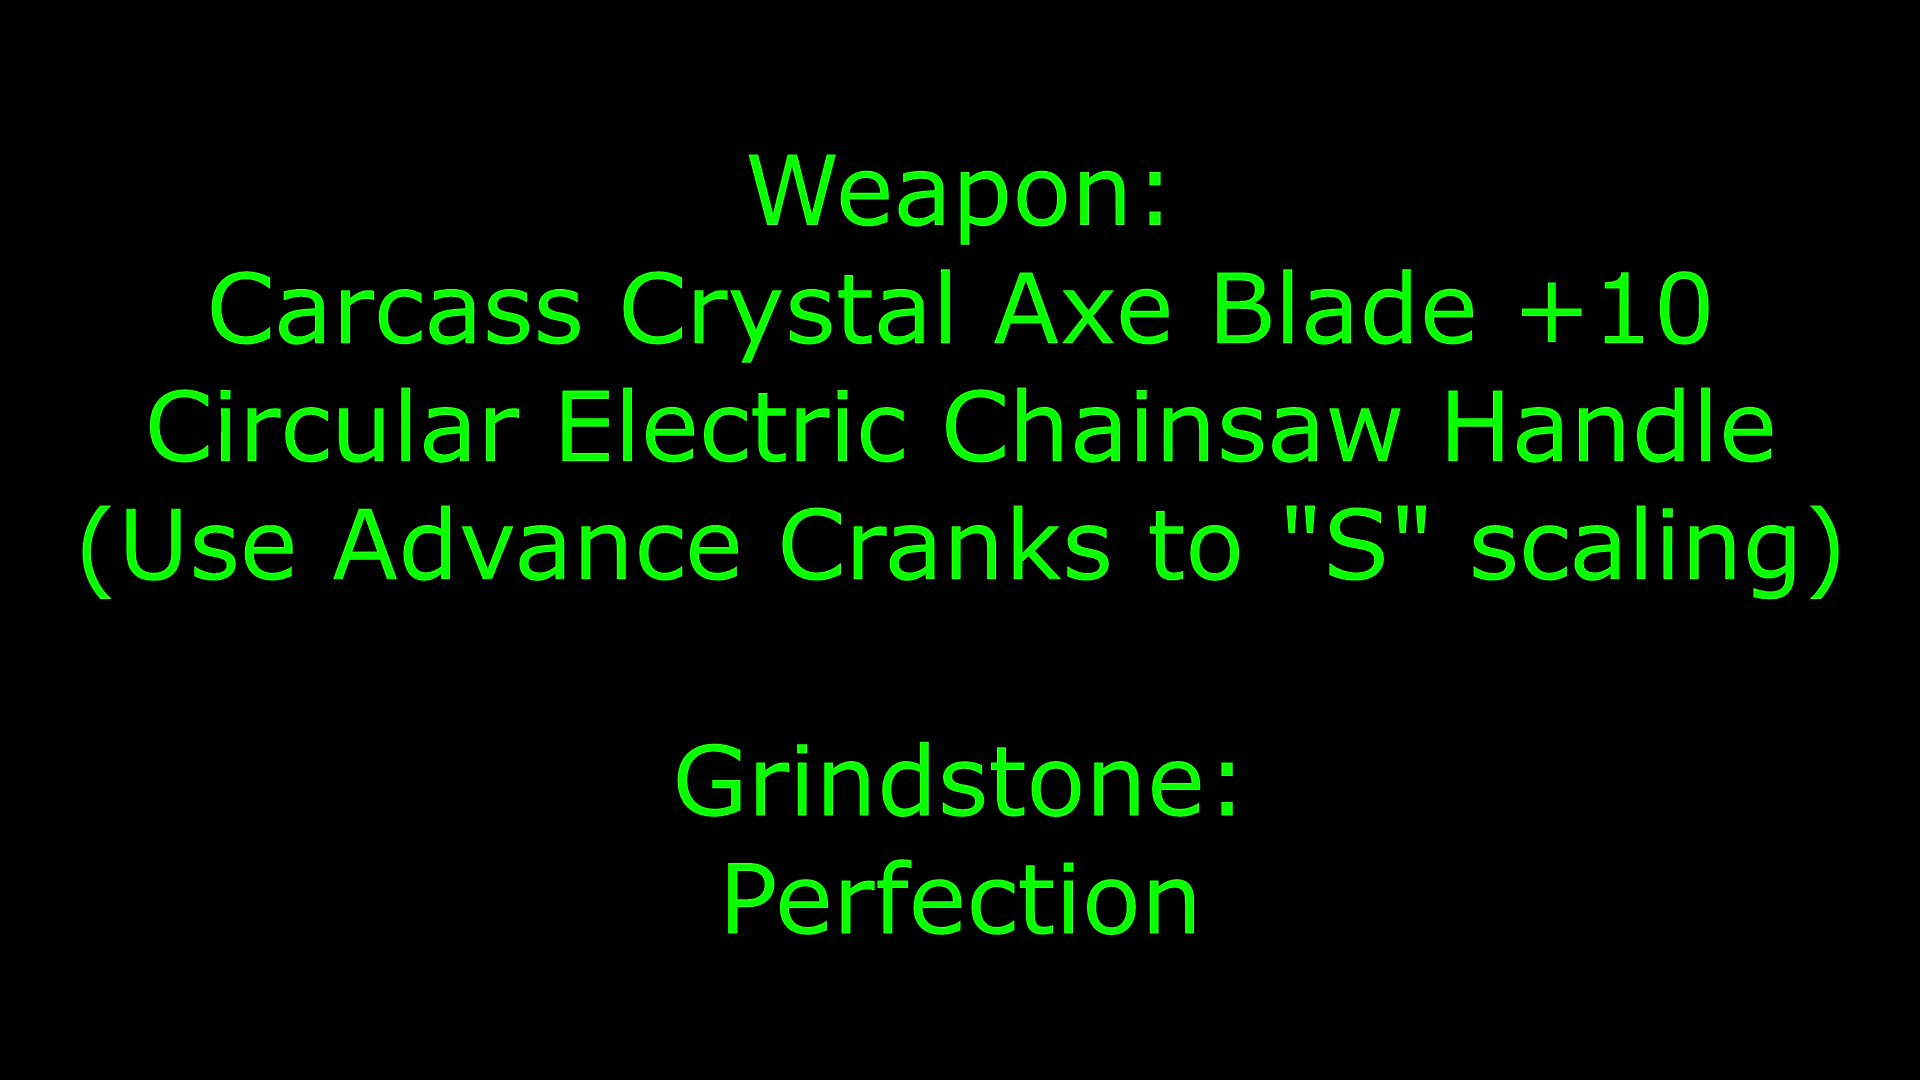 Weapon:
Carcass Crystal Axe Blade +10
Circular Electric Chainsaw Handle
(Use Advance Cranks to "S" scaling)
Grindstone:
Perfection